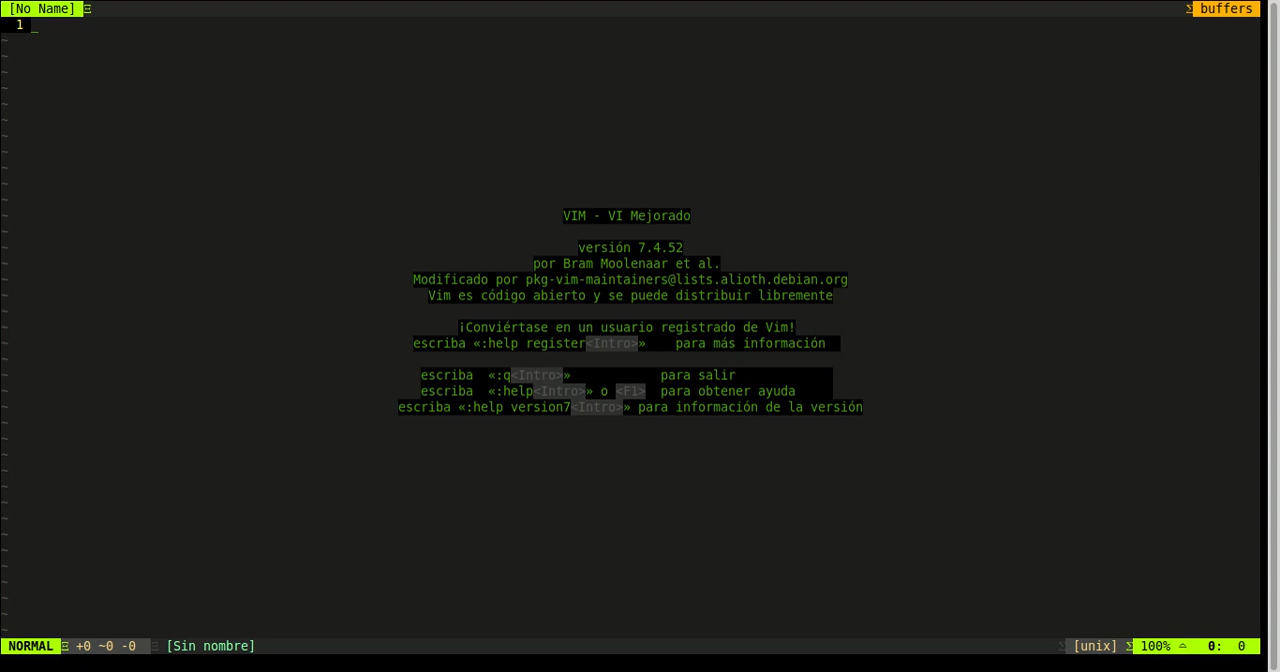 [No Name] Ξ Σ buffers
1
~
~
~
~
~
~
~
~
~
~
~
~ VIM - VI Mejorado
~
~ versión 7.4.52
~ por Bram Moolenaar et al.
~ Modificado por pkg-vim-maintainers@lists.alioth.debian.org
~ Vim es código abierto y se puede distribuir libremente
~
~ ¡Conviértase en un usuario registrado de Vim!
~ escriba «:help register<Intro>» para más información
~
~ escriba «:q<Intro>» para salir
~ escriba «:help<Intro>» o <F1> para obtener ayuda
~ escriba «:help version7<Intro>» para información de la versión
~
~
~
~
~
~
~
~
~
~
~
~
~
~
NORMAL Ξ +0 ~0 -0 Ξ [Sin nombre] Σ [unix] Σ 100% 0: 0